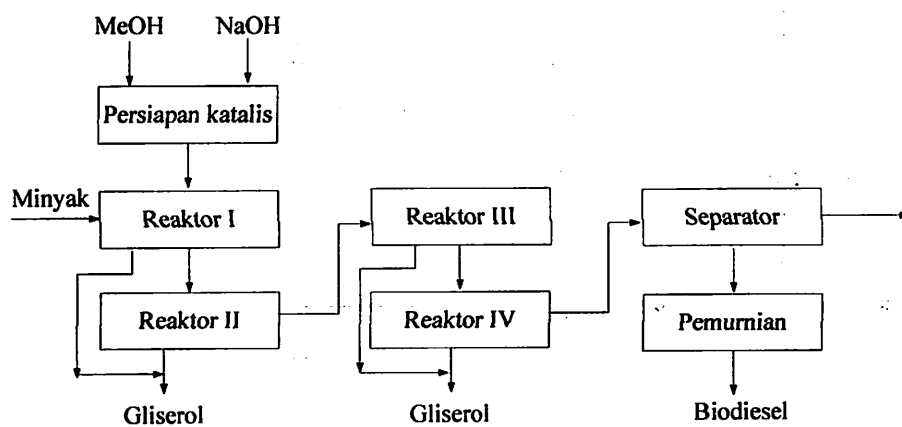 MeOH
NaOH
Persiapan katalis
Minyak
Reaktor I
Reaktor III
Separator
Reaktor II
Reaktor IV
Pemurnian
Gliserol
Gliserol
Biodiesel